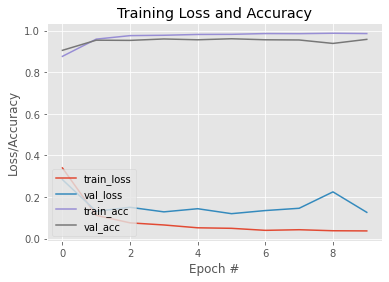 Training Loss and Accuracy
Loss/Accuracy
1.0
0.8
0.6
0.4
0.2
0.0
train_loss
val_loss
train_acc
val_acc
0 2 4 6 8
Epoch #